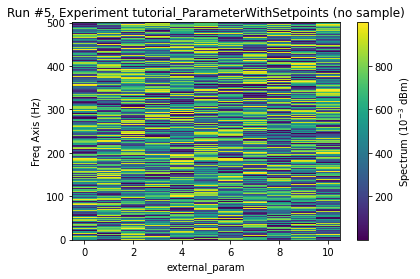 Run #5, Experiment tutorial_ParameterWithSetpoints (no sample)
500
400
300
200
100
0
Freq Axis (Hz)
0 2 4 6 8 10
external_param
800
600
400
200
Spectrum (10⁻³ dBm)